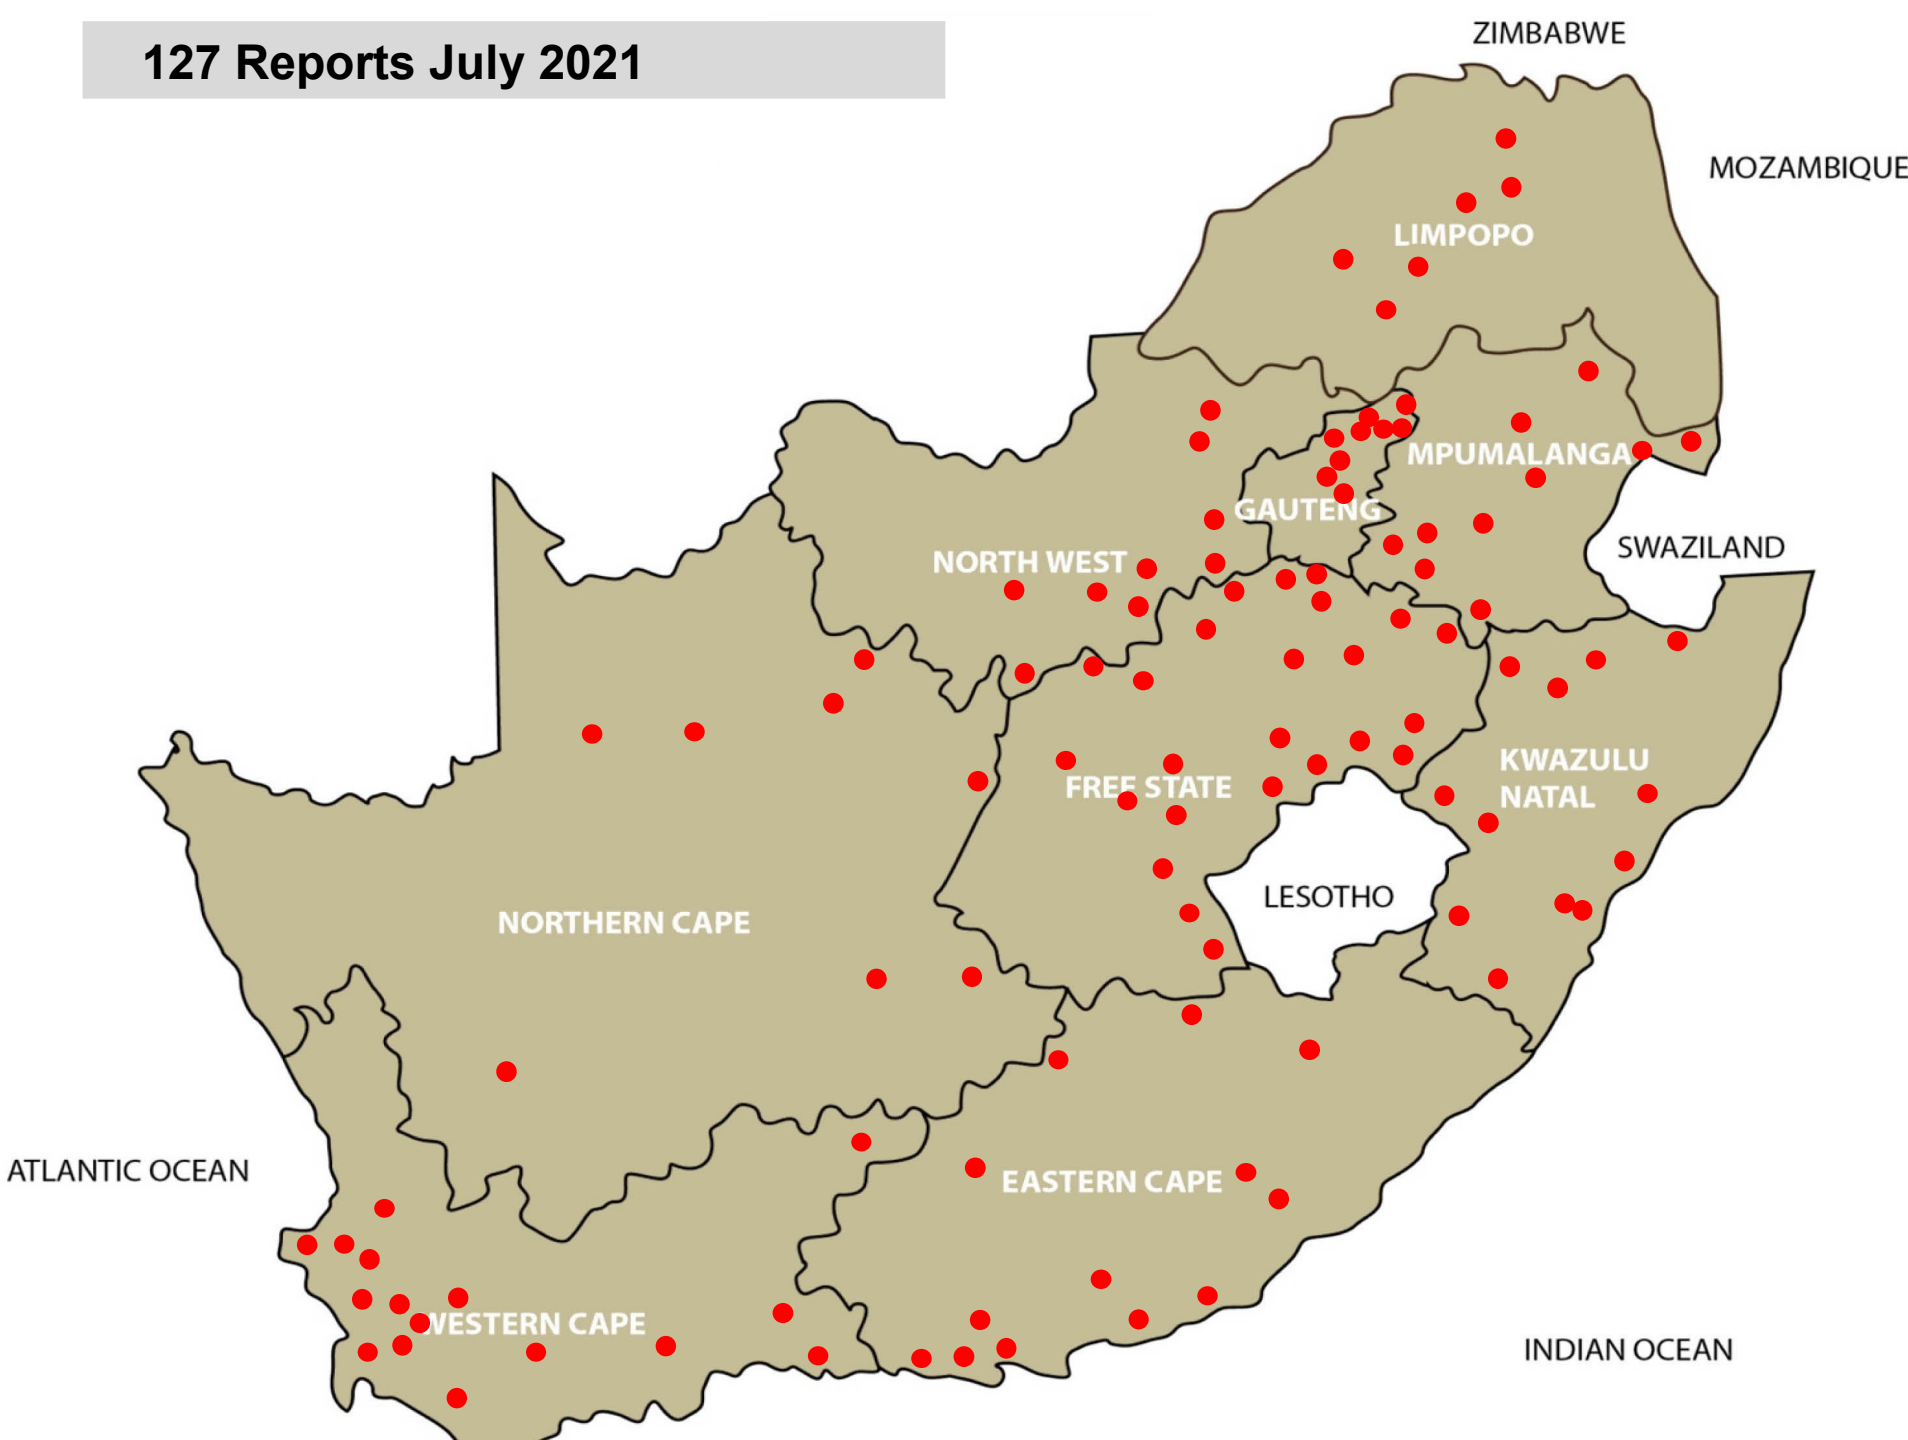 127 Reports July 2021
ZIMBABWE
MOZAMBIQUE
LIMPOPO
MPUMALANGA
GAUTENG
SWAZILAND
NORTH WEST
KWAZULU
NATAL
FREE STATE
LESOTHO
NORTHERN CAPE
ATLANTIC OCEAN
EASTERN CAPE
WESTERN CAPE
INDIAN OCEAN